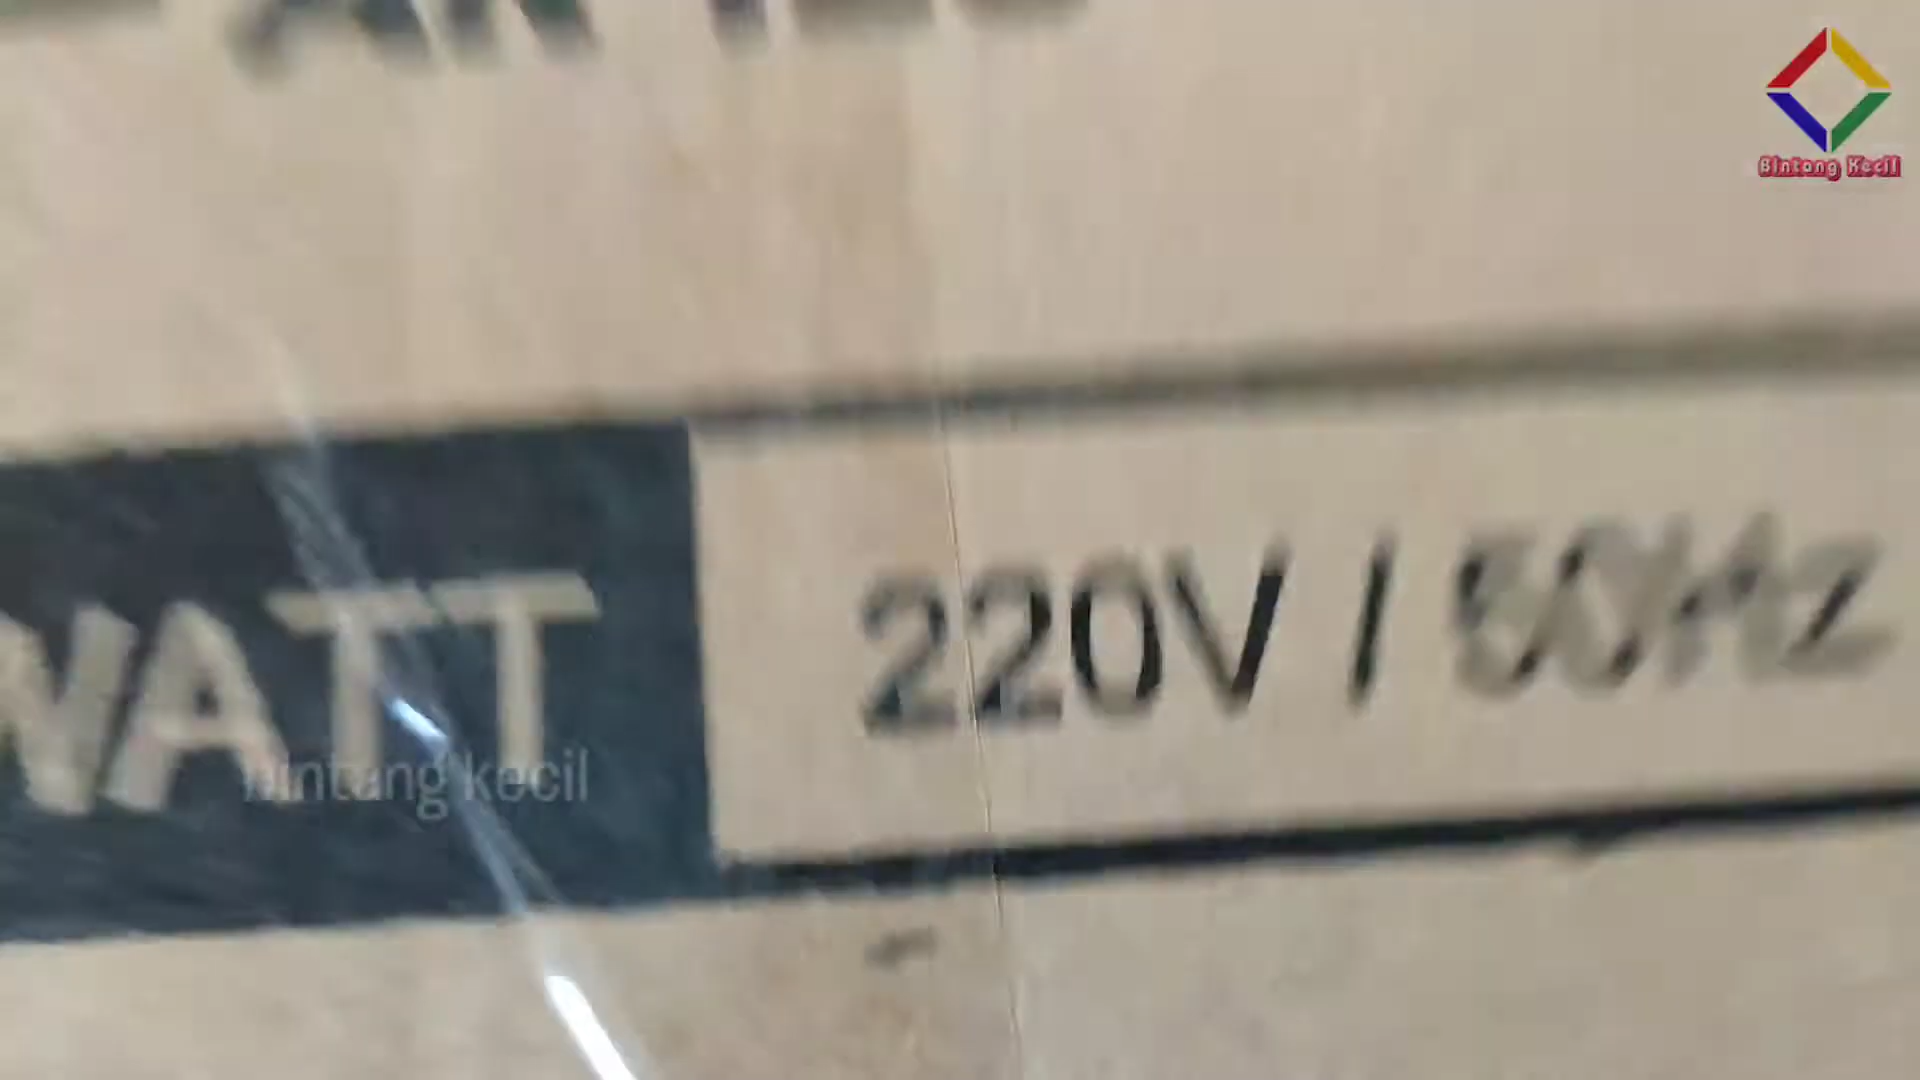 Bintang Kecil
WATT
220V / 50Hz
bintang kecil